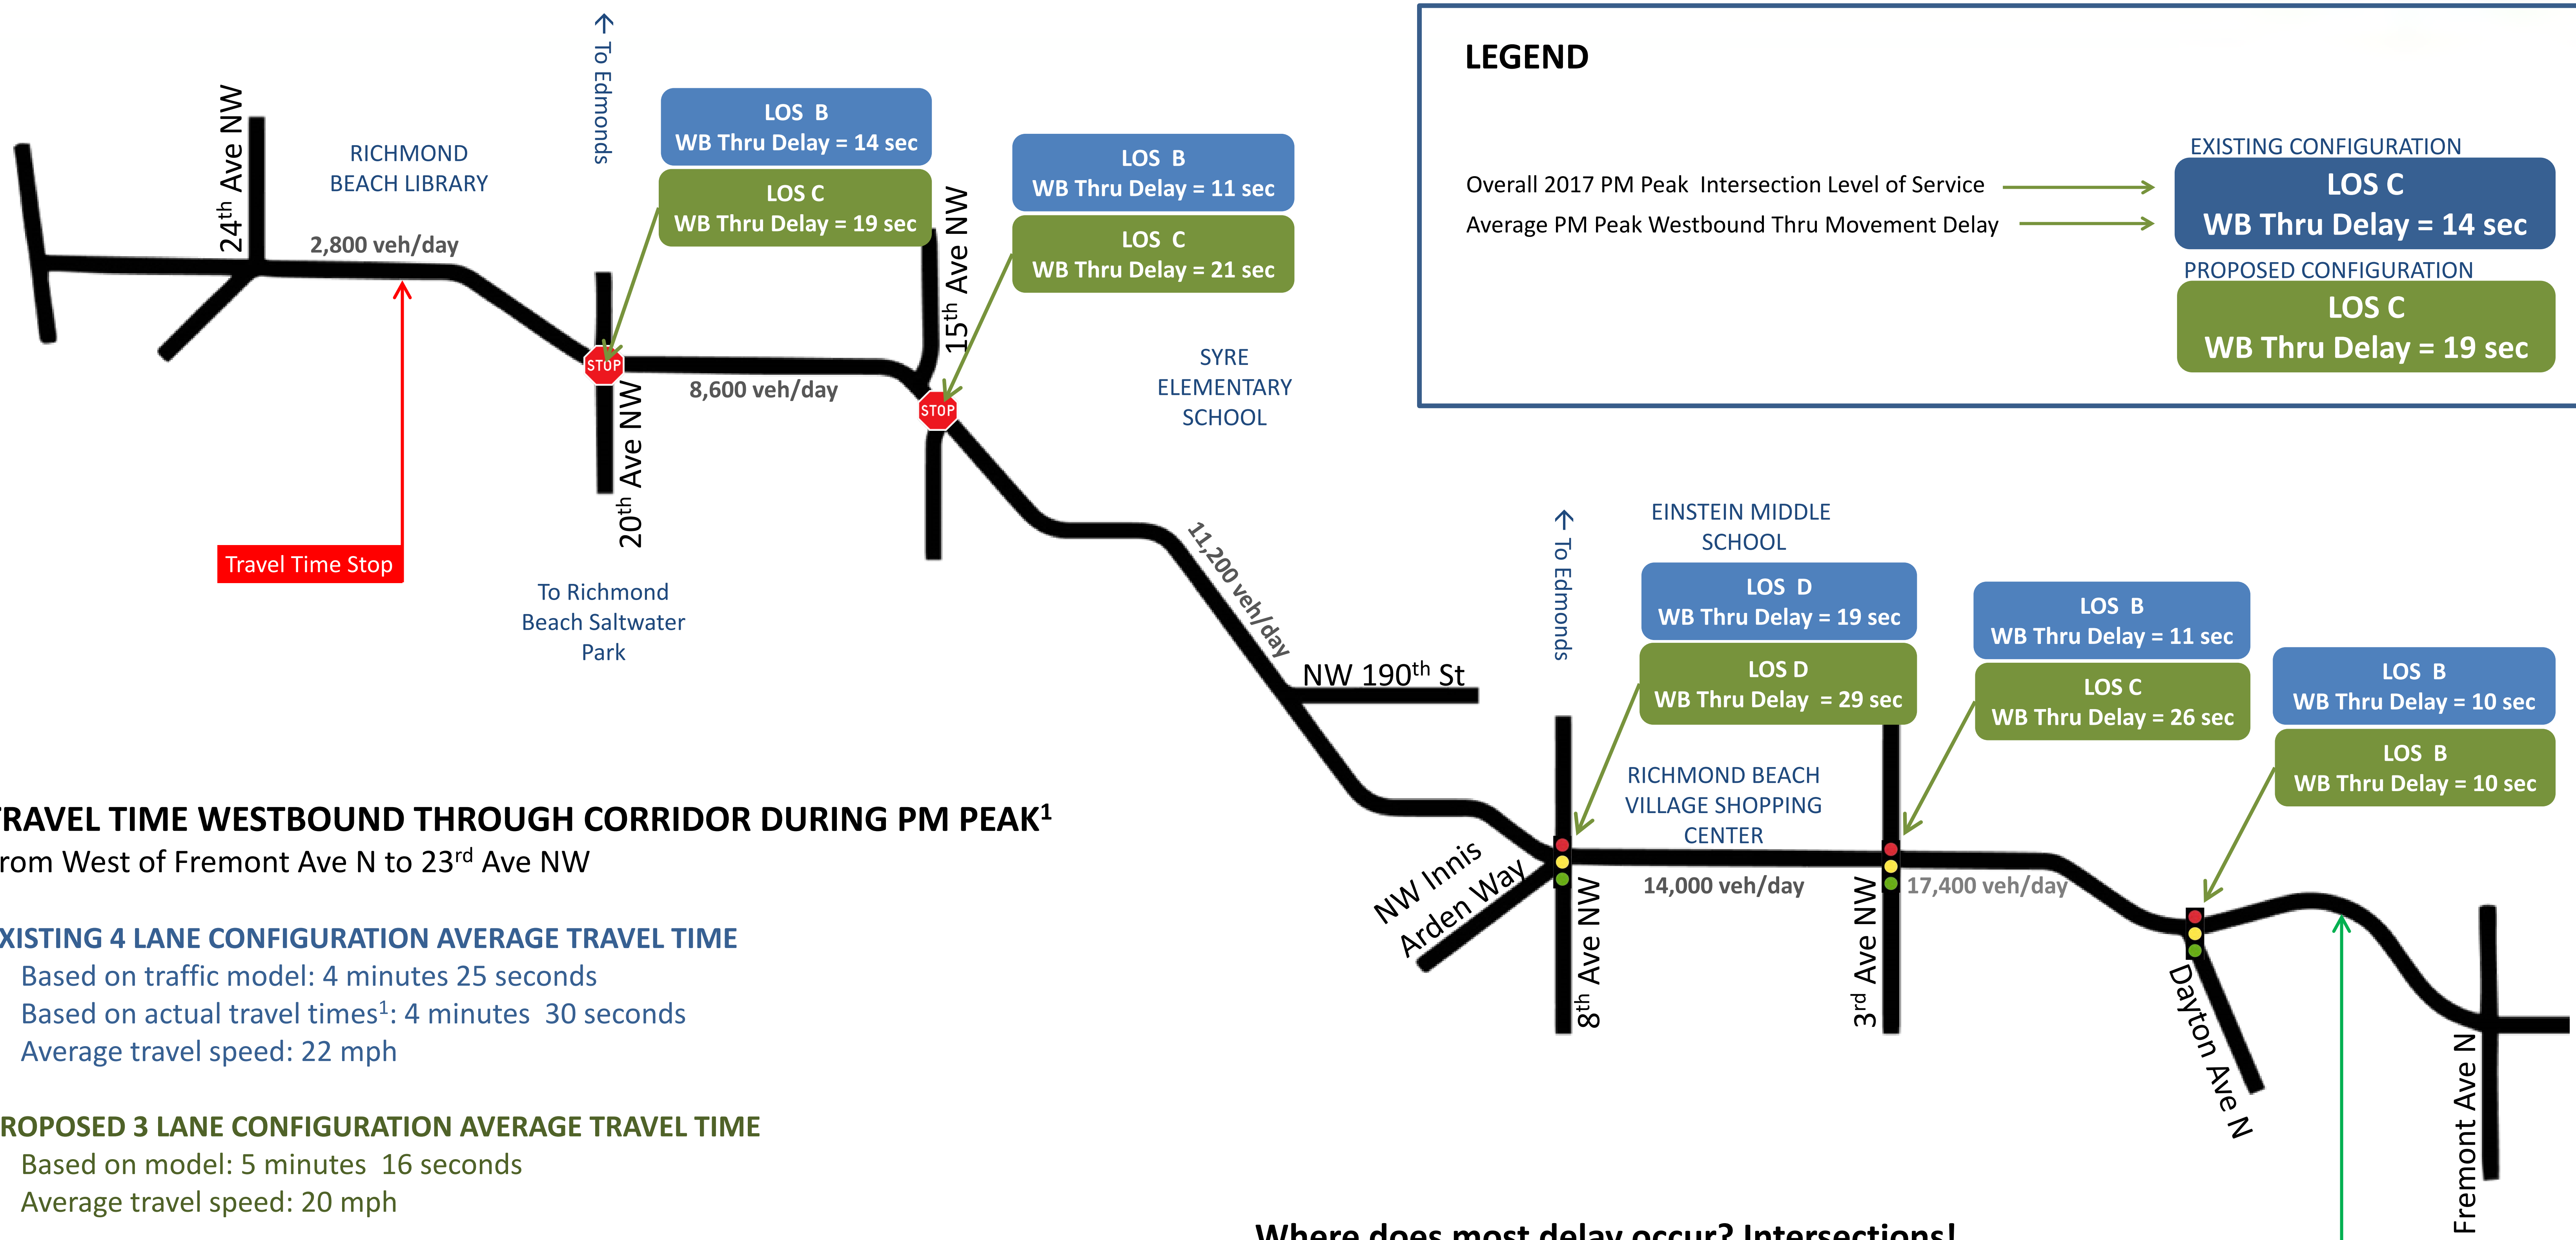 ← To Edmonds
24th Ave NW
RICHMOND
BEACH LIBRARY
2,800 veh/day
LOS B
WB Thru Delay = 14 sec
LOS C
WB Thru Delay = 19 sec
15th Ave NW
LOS B
WB Thru Delay = 11 sec
LOS C
WB Thru Delay = 21 sec
LEGEND
Overall 2017 PM Peak Intersection Level of Service
Average PM Peak Westbound Thru Movement Delay
EXISTING CONFIGURATION
LOS C
WB Thru Delay = 14 sec
PROPOSED CONFIGURATION
LOS C
WB Thru Delay = 19 sec
STOP
8,600 veh/day
STOP
SYRE
ELEMENTARY
SCHOOL
20th Ave NW
Travel Time Stop
To Richmond
Beach Saltwater
Park
11,200 veh/day
NW 190th St
← To Edmonds
EINSTEIN MIDDLE
SCHOOL
LOS D
WB Thru Delay = 19 sec
LOS D
WB Thru Delay = 29 sec
LOS B
WB Thru Delay = 11 sec
LOS C
WB Thru Delay = 26 sec
LOS B
WB Thru Delay = 10 sec
LOS B
WB Thru Delay = 10 sec
RICHMOND BEACH
VILLAGE SHOPPING
CENTER
NW Innis
Arden Way
8th Ave NW
14,000 veh/day
3rd Ave NW
17,400 veh/day
Dayton Ave N
Fremont Ave N
TRAVEL TIME WESTBOUND THROUGH CORRIDOR DURING PM PEAK1
rom West of Fremont Ave N to 23rd Ave NW
XISTING 4 LANE CONFIGURATION AVERAGE TRAVEL TIME
Based on traffic model: 4 minutes 25 seconds
Based on actual travel times1: 4 minutes 30 seconds
Average travel speed: 22 mph
ROPOSED 3 LANE CONFIGURATION AVERAGE TRAVEL TIME
Based on model: 5 minutes 16 seconds
Average travel speed: 20 mph
Where does most delay occur? Intersections!